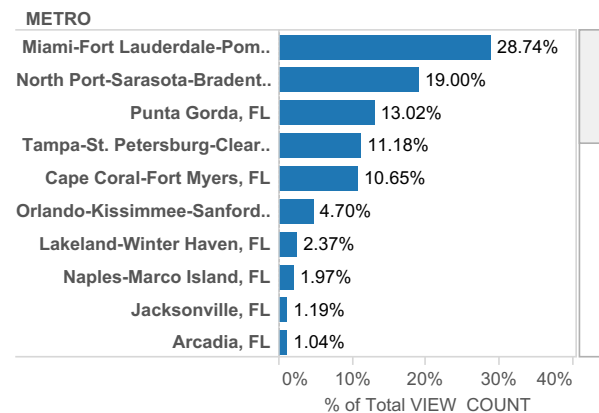 METRO
Miami-Fort Lauderdale-Pom.. 28.74%
North Port-Sarasota-Bradent.. 19.00%
Punta Gorda, FL 13.02%
Tampa-St. Petersburg-Clear.. 11.18%
Cape Coral-Fort Myers, FL 10.65%
Orlando-Kissimmee-Sanford.. 4.70%
Lakeland-Winter Haven, FL 2.37%
Naples-Marco Island, FL 1.97%
Jacksonville, FL 1.19%
Arcadia, FL 1.04%
0% 10% 20% 30% 40%
% of Total VIEW_COUNT